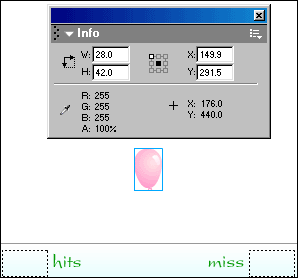 Info
W: 28.0 X: 149.9
H: 42.0 Y: 291.5
R: 255
G: 255 X: 176.0
B: 255 Y: 440.0
A: 100%
hits miss